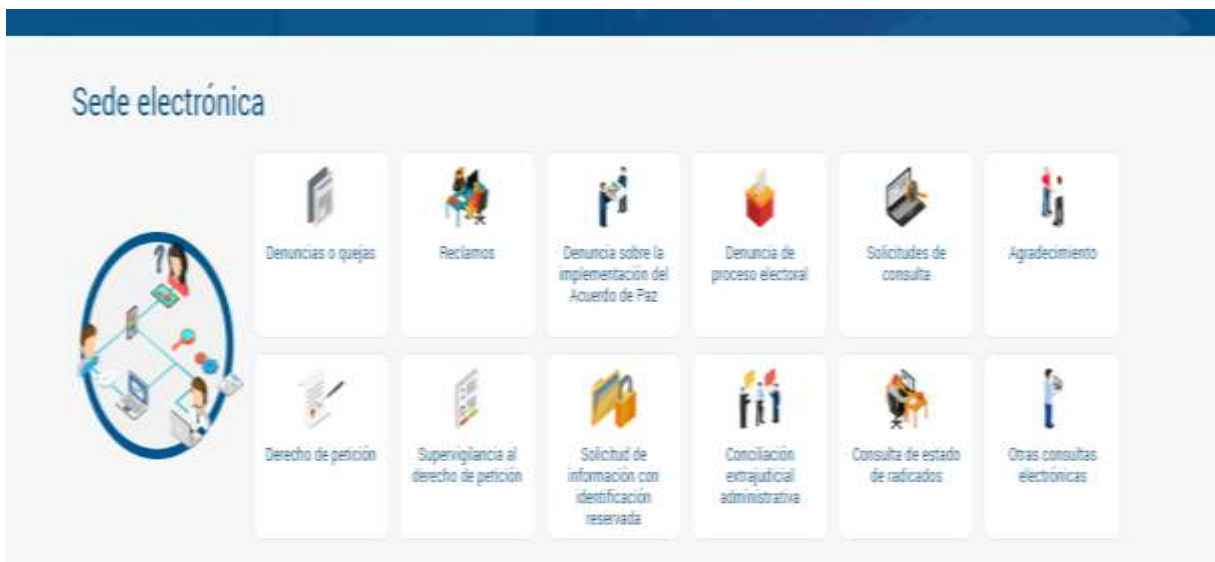 Sede electrónica
Denuncias o quejas
Reclamos
Denuncia sobre la
implementación del
Acuerdo de Paz
Denuncia de
proceso electoral
Solicitudes de
consulta
Agradecimiento
Derecho de petición
Supervigilancia al
derecho de petición
Solicitud de
información con
identificación
reservada
Conciliación
extrajudicial
administrativa
Consulta de estado
de radicados
Otras consultas
electrónicas